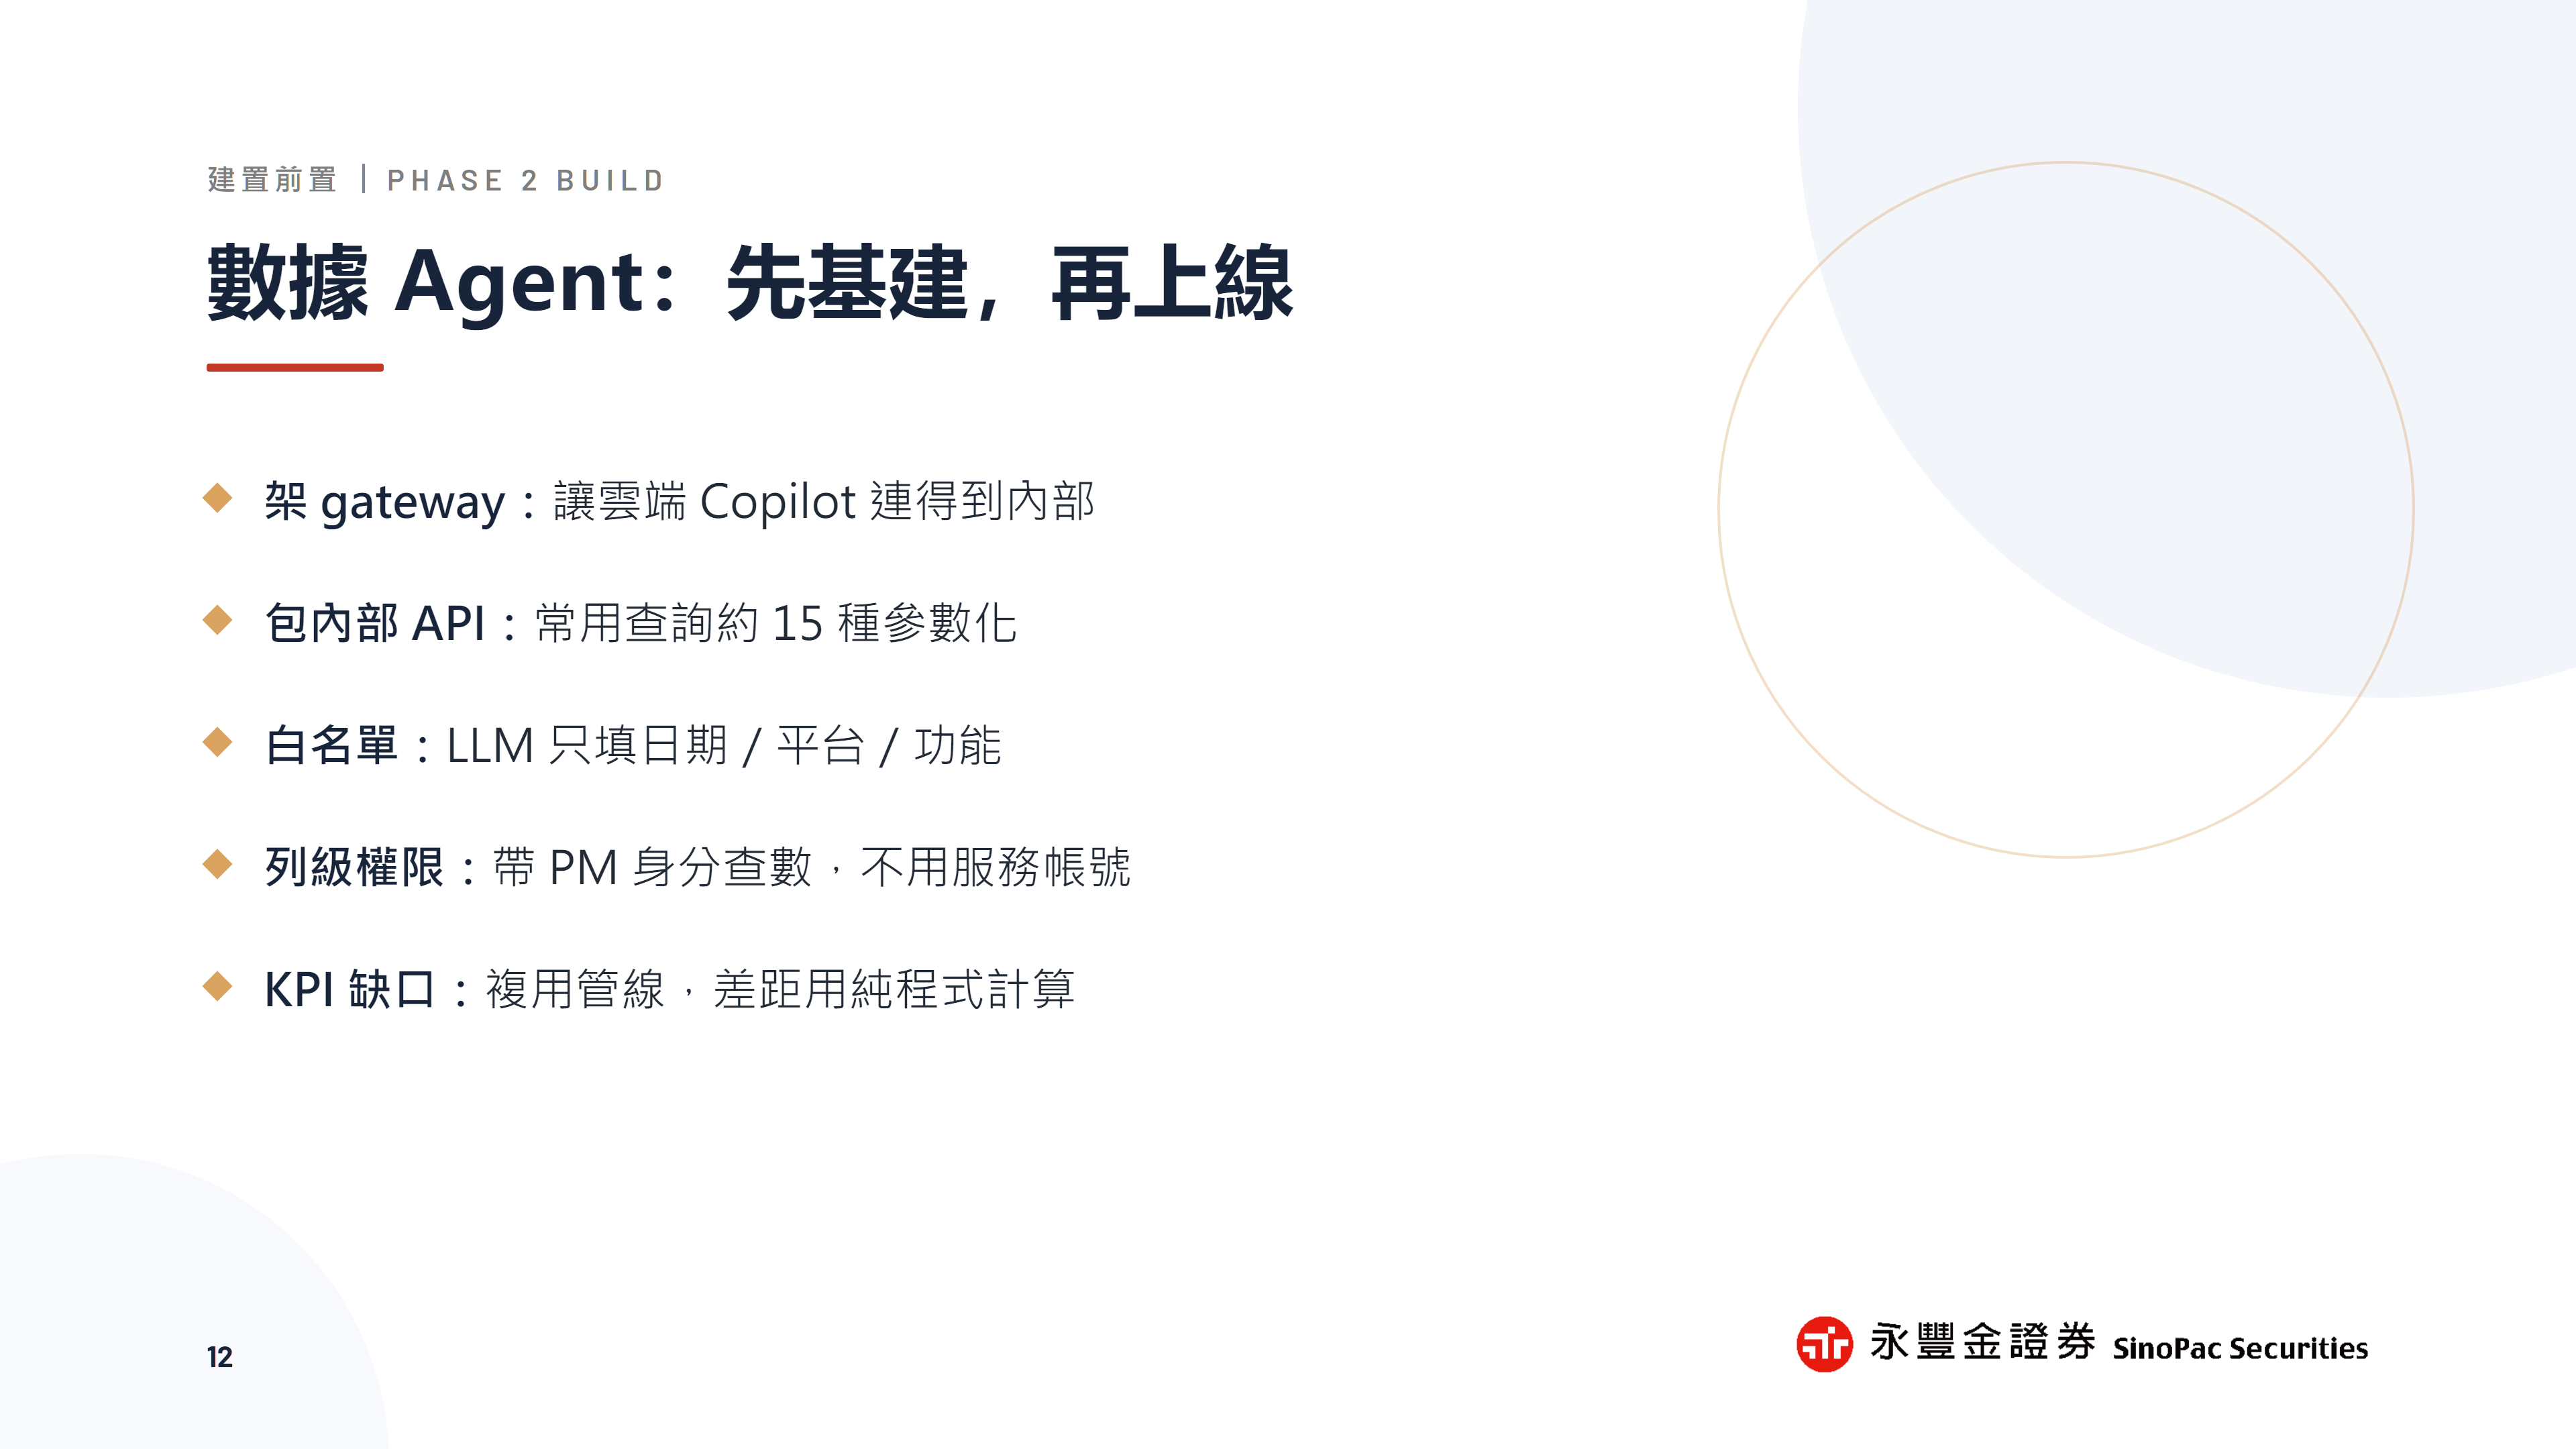 建置前置｜PHASE 2 BUILD
數據 Agent：先基建，再上線
架 gateway：讓雲端 Copilot 連得到內部
包內部 API：常用查詢約 15 種參數化
白名單：LLM 只填日期 / 平台 / 功能
列級權限：帶 PM 身分查數，不用服務帳號
KPI 缺口：複用管線，差距用純程式計算
12
永豐金證券 SinoPac Securities